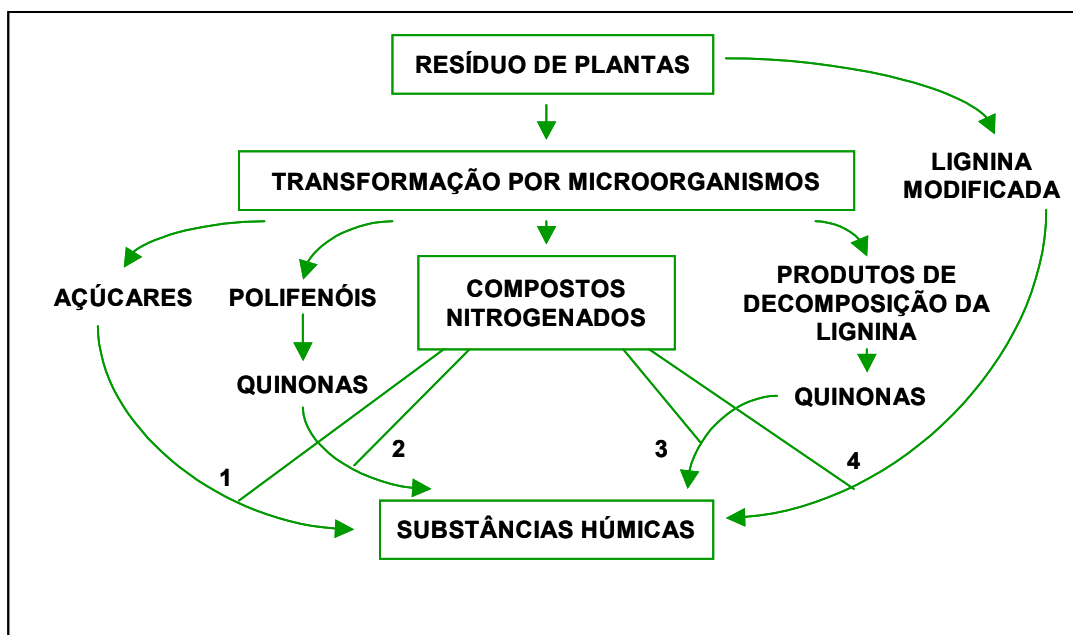 RESÍDUO DE PLANTAS
TRANSFORMAÇÃO POR MICROORGANISMOS
LIGNINA
MODIFICADA
AÇÚCARES
POLIFENÓIS
COMPOSTOS
NITROGENADOS
PRODUTOS DE
DECOMPOSIÇÃO DA
LIGNINA
QUINONAS
QUINONAS
1
2
3
4
SUBSTÂNCIAS HÚMICAS